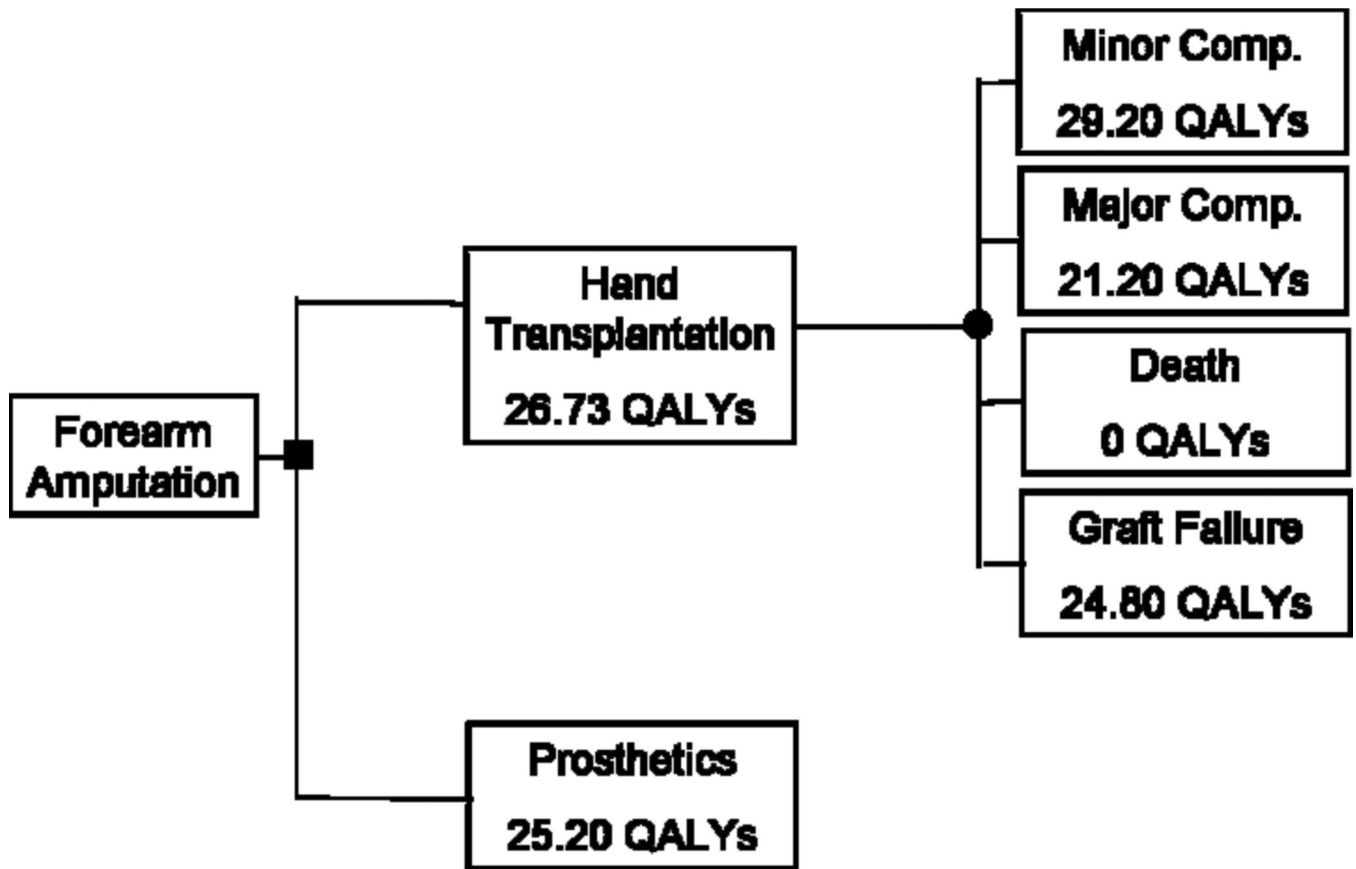 Forearm
Amputation
Hand
Transplantation
26.73 QALYs
Prosthetics
25.20 QALYs
Minor Comp.
29.20 QALYs
Major Comp.
21.20 QALYs
Death
0 QALYs
Graft Failure
24.80 QALYs